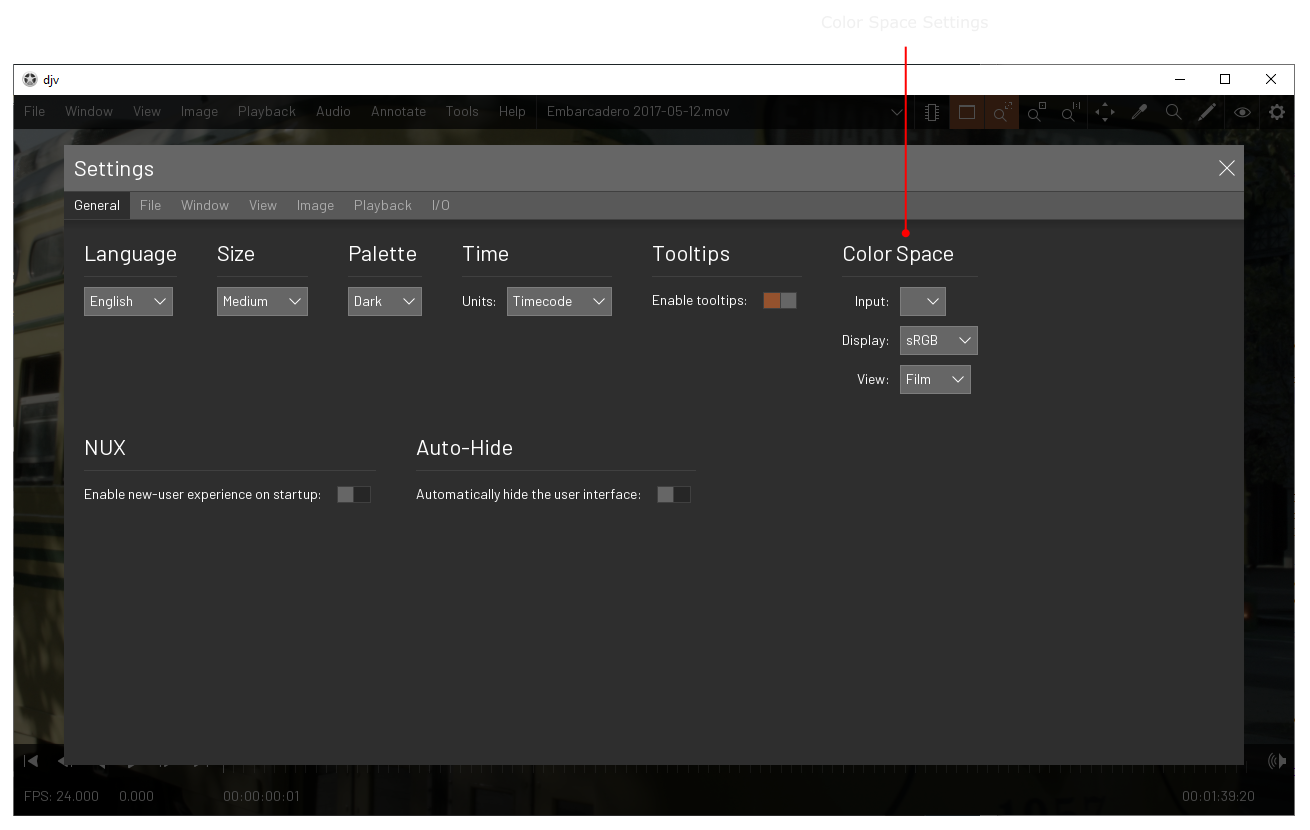 Color Space Settings
djv
File Window View Image Playback Audio Annotate Tools Help Embarcadero 2017-05-12.mov
Settings
General File Window View Image Playback I/O
Language Size Palette Time Tooltips Color Space
English Medium Dark Units: Timecode Enable tooltips: Input:
Display: sRGB
View: Film
NUX Auto-Hide
Enable new-user experience on startup: Automatically hide the user interface:
FPS: 24.000 0.000 00:00:00:01 00:01:39:20